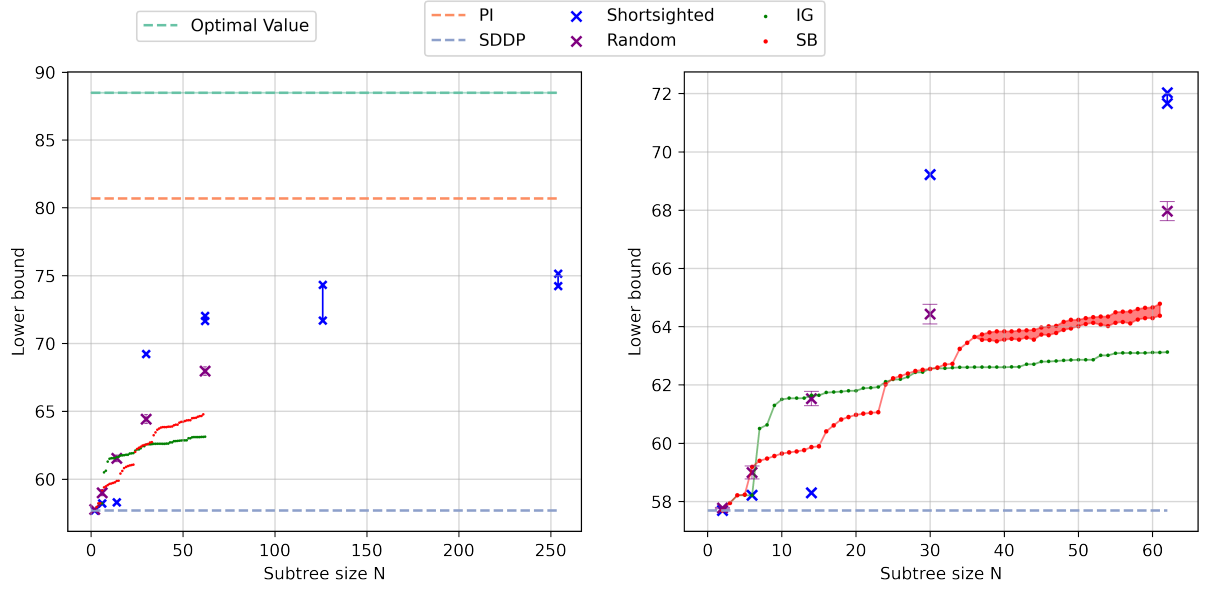 Optimal Value
PI
SDDP
Shortsighted
Random
IG
SB
90
85
80
75
70
65
60
0
50
100
150
200
250
Lower bound
Subtree size N
72
70
68
66
64
62
60
58
0
10
20
30
40
50
60
Lower bound
Subtree size N